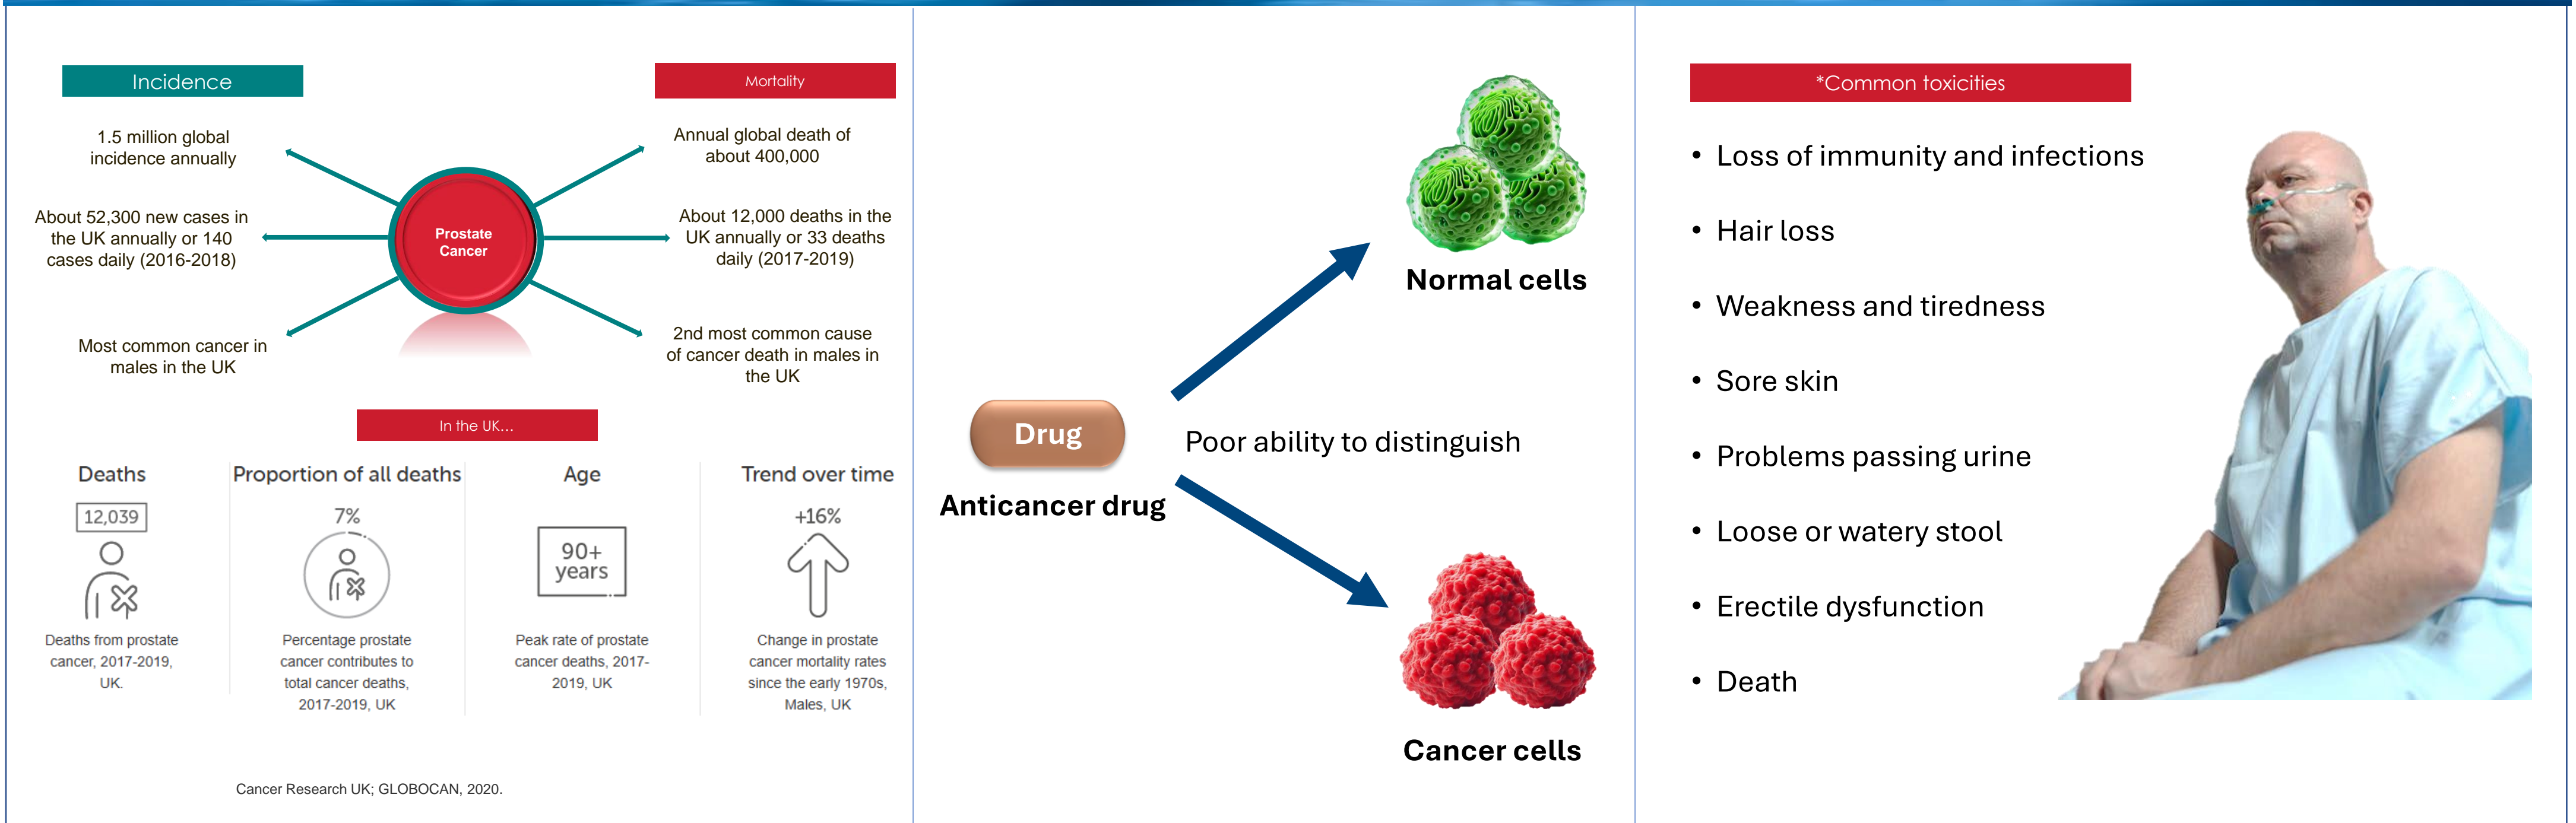 Incidence
1.5 million global
incidence annually
About 52,300 new cases in
the UK annually or 140
cases daily (2016-2018)
Most common cancer in
males in the UK
Prostate
Cancer
Mortality
Annual global death of
about 400,000
About 12,000 deaths in the
UK annually or 33 deaths
daily (2017-2019)
2nd most common cause
of cancer death in males in
the UK
In the UK...
Deaths
12,039
Deaths from prostate
cancer, 2017-2019,
UK.
Proportion of all deaths
7%
Percentage prostate
cancer contributes to
total cancer deaths,
2017-2019, UK
Age
90+
years
Peak rate of prostate
cancer deaths, 2017-
2019, UK
Trend over time
+16%
Change in prostate
cancer mortality rates
since the early 1970s,
Males, UK
Cancer Research UK; GLOBOCAN, 2020.
Normal cells
Drug
Poor ability to distinguish
Anticancer drug
Cancer cells
*Common toxicities
• Loss of immunity and infections
• Hair loss
• Weakness and tiredness
• Sore skin
• Problems passing urine
• Loose or watery stool
• Erectile dysfunction
• Death